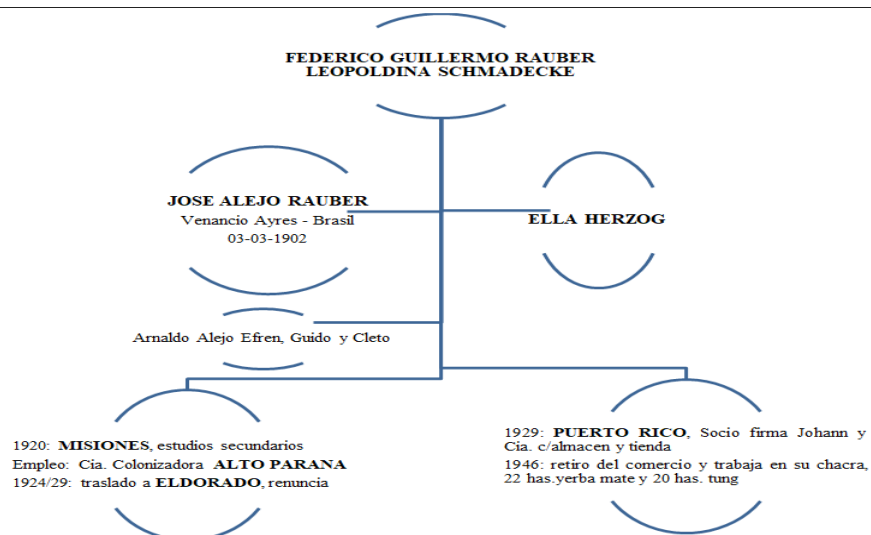 FEDERICO GUILLERMO RAUBER
LEOPOLDINA SCHMADECKE
JOSE ALEJO RAUBER
Venancio Ayres - Brasil
03-03-1902
ELLA HERZOG
Arnaldo Alejo Efren, Guido y Cleto
1920: MISIONES, estudios secundarios
Empleo: Cia. Colonizadora ALTO PARANA
1924/29: traslado a ELDORADO, renuncia
1929: PUERTO RICO, Socio firma Johann y
Cia. c/almacen y tienda
1946: retiro del comercio y trabaja en su chacra,
22 has.yerba mate y 20 has. tung